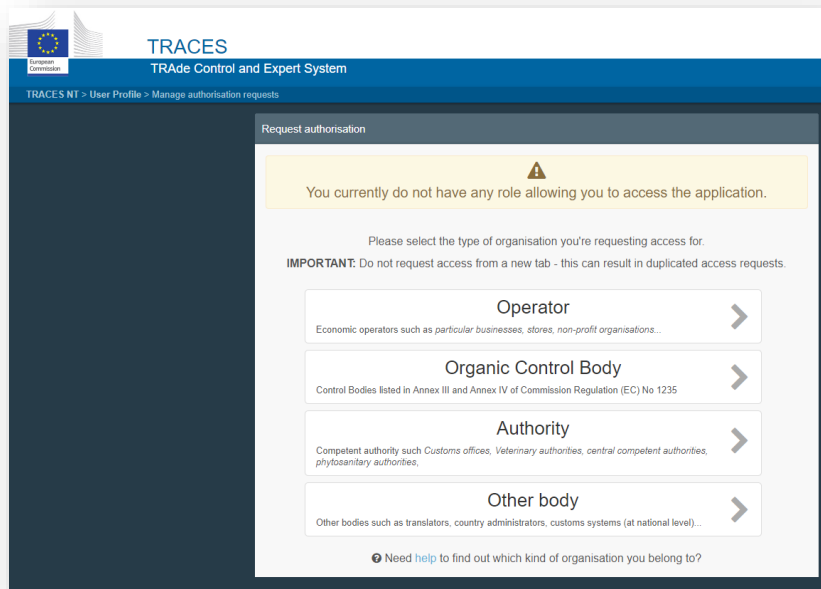 European
Commission
TRACES
TRAde Control and Expert System
TRACES NT > User Profile > Manage authorisation requests
Request authorisation
You currently do not have any role allowing you to access the application.
Please select the type of organisation you're requesting access for.
IMPORTANT: Do not request access from a new tab - this can result in duplicated access requests.
Operator
Economic operators such as particular businesses, stores, non-profit organisations...
Organic Control Body
Control Bodies listed in Annex III and Annex IV of Commission Regulation (EC) No 1235
Authority
Competent authority such Customs offices, Veterinary authorities, central competent authorities,
phytosanitary authorities,
Other body
Other bodies such as translators, country administrators, customs systems (at national level)...
Need help to find out which kind of organisation you belong to?